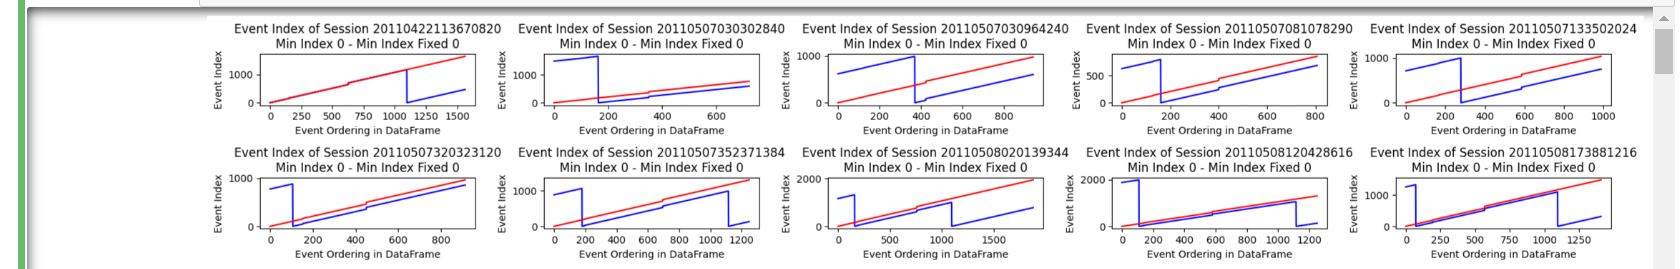 Event Index of Session 20110422113670820
Min Index 0 - Min Index Fixed 0
Event Index
1000
0
0 250 500 750 1000 1250 1500
Event Ordering in DataFrame
Event Index of Session 20110507030302840
Min Index 0 - Min Index Fixed 0
Event Index
1000
0
0 200 400 600
Event Ordering in DataFrame
Event Index of Session 20110507030964240
Min Index 0 - Min Index Fixed 0
Event Index
1000
0
0 200 400 600 800
Event Ordering in DataFrame
Event Index of Session 20110507081078290
Min Index 0 - Min Index Fixed 0
Event Index
500
0
0 200 400 600 800
Event Ordering in DataFrame
Event Index of Session 20110507133502024
Min Index 0 - Min Index Fixed 0
Event Index
1000
0
0 200 400 600 800 1000
Event Ordering in DataFrame
Event Index of Session 20110507320323120
Min Index 0 - Min Index Fixed 0
Event Index
1000
0
0 200 400 600 800
Event Ordering in DataFrame
Event Index of Session 20110507352371384
Min Index 0 - Min Index Fixed 0
Event Index
1000
0
0 250 500 750 1000 1250
Event Ordering in DataFrame
Event Index of Session 20110508020139344
Min Index 0 - Min Index Fixed 0
Event Index
2000
0
0 500 1000 1500
Event Ordering in DataFrame
Event Index of Session 20110508120428616
Min Index 0 - Min Index Fixed 0
Event Index
2000
0
0 200 400 600 800 1000 1200
Event Ordering in DataFrame
Event Index of Session 20110508173881216
Min Index 0 - Min Index Fixed 0
Event Index
1000
0
0 250 500 750 1000 1250
Event Ordering in DataFrame